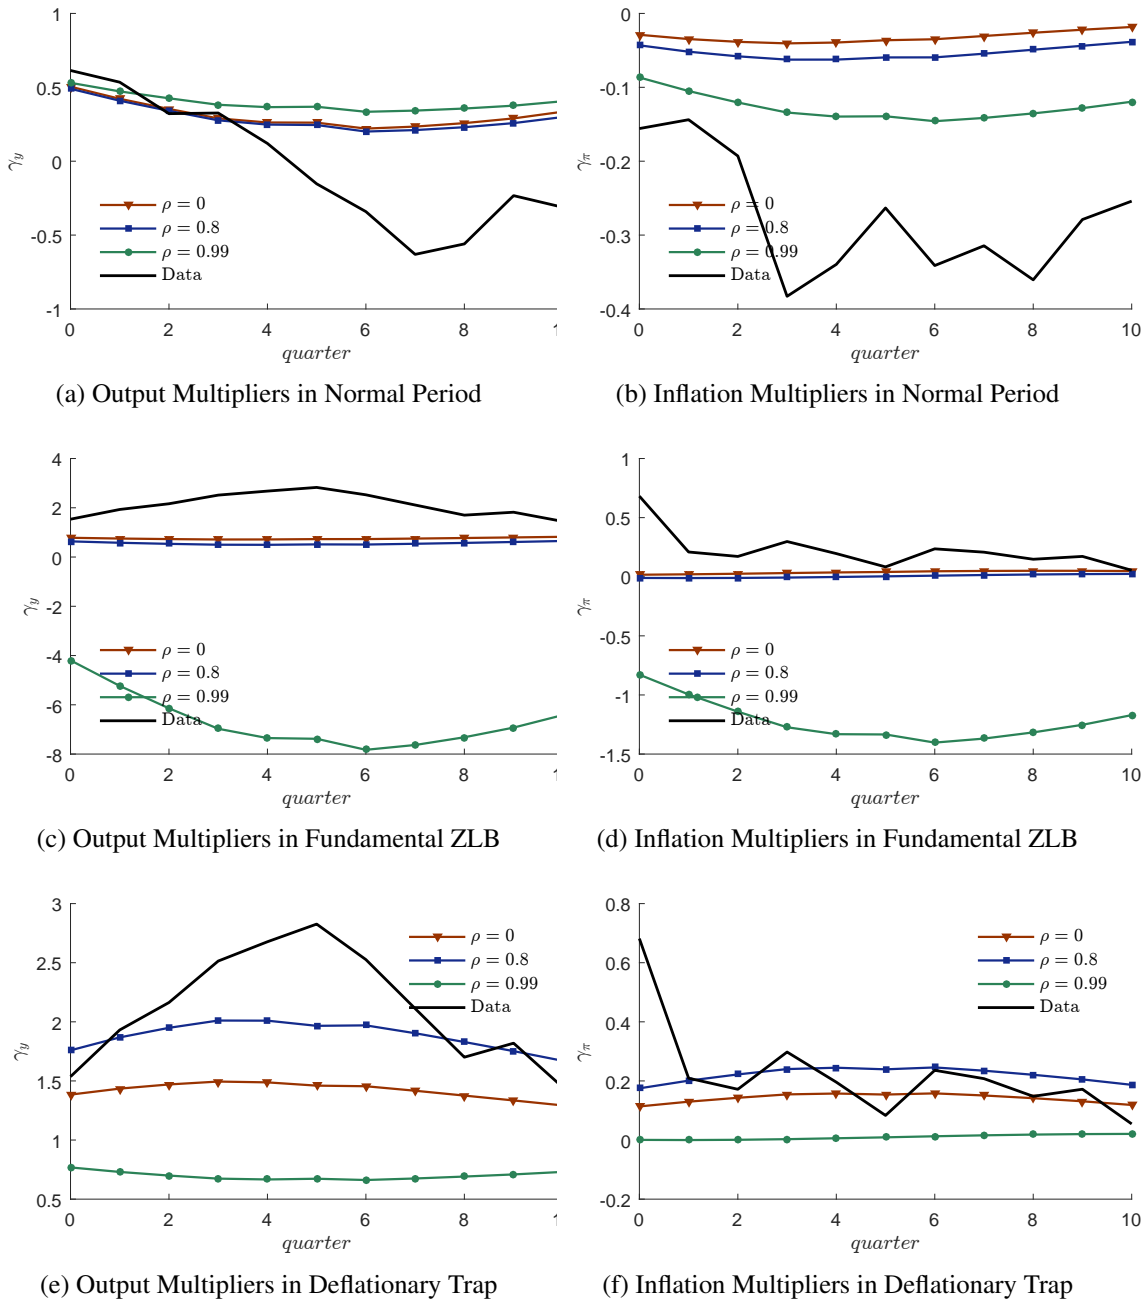 1
0.5
0
-0.5
-1
γy
ρ = 0
ρ = 0.8
ρ = 0.99
Data
0 2 4 6 8 1
quarter
(a) Output Multipliers in Normal Period
0
-0.1
-0.2
-0.3
-0.4
γπ
ρ = 0
ρ = 0.8
ρ = 0.99
Data
0 2 4 6 8 10
quarter
(b) Inflation Multipliers in Normal Period
4
2
0
-2
-4
-6
-8
γy
ρ = 0
ρ = 0.8
ρ = 0.99
Data
0 2 4 6 8 1
quarter
(c) Output Multipliers in Fundamental ZLB
1
0.5
0
-0.5
-1
-1.5
γπ
ρ = 0
ρ = 0.8
ρ = 0.99
Data
0 2 4 6 8 10
quarter
(d) Inflation Multipliers in Fundamental ZLB
3
2.5
2
1.5
1
0.5
γy
ρ = 0
ρ = 0.8
ρ = 0.99
Data
0 2 4 6 8 1
quarter
(e) Output Multipliers in Deflationary Trap
0.8
0.6
0.4
0.2
0
-0.2
γπ
ρ = 0
ρ = 0.8
ρ = 0.99
Data
0 2 4 6 8 10
quarter
(f) Inflation Multipliers in Deflationary Trap